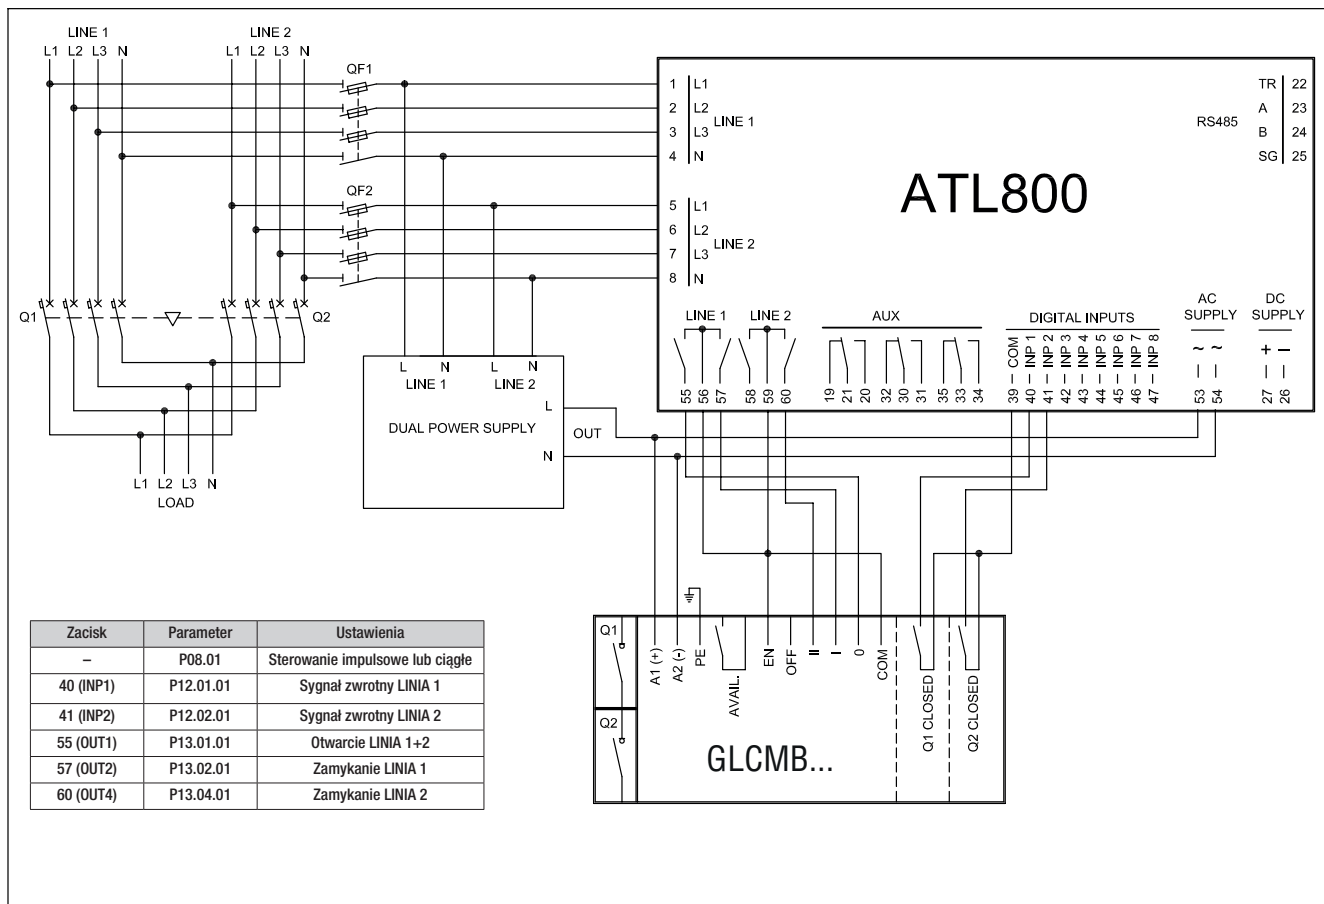 LINE 1
L1 L2 L3 N
LINE 2
L1 L2 L3 N
QF1
QF2
Q1
Q2
L1 L2 L3 N
LOAD
1 L1
2 L2
3 L3
4 N
LINE 1
5 L1
6 L2
7 L3
8 N
LINE 2
ATL800
RS485
TR 22
A 23
B 24
SG 25
LINE 1
LINE 2
AUX
DIGITAL INPUTS
AC SUPPLY
DC SUPPLY
55
56
57
58
59
60
19
21
20
32
30
31
35
33
34
39 – COM
40 – INP 1
41 – INP 2
42 – INP 3
43 – INP 4
44 – INP 5
45 – INP 6
46 – INP 7
47 – INP 8
53 – ~
54 – ~
27 – +
26 – –
L N L N
LINE 1 LINE 2
DUAL POWER SUPPLY
L
OUT
N
Q1
Q2
A1 (+)
A2 (-)
PE
AVAIL.
EN
OFF
II
I
0
COM
Q1 CLOSED
Q2 CLOSED
GLCMB...
Zacisk Parameter Ustawienia
– P08.01 Sterowanie impulsowe lub ciągłe
40 (INP1) P12.01.01 Sygnał zwrotny LINIA 1
41 (INP2) P12.02.01 Sygnał zwrotny LINIA 2
55 (OUT1) P13.01.01 Otwarcie LINIA 1+2
57 (OUT2) P13.02.01 Zamykanie LINIA 1
60 (OUT4) P13.04.01 Zamykanie LINIA 2